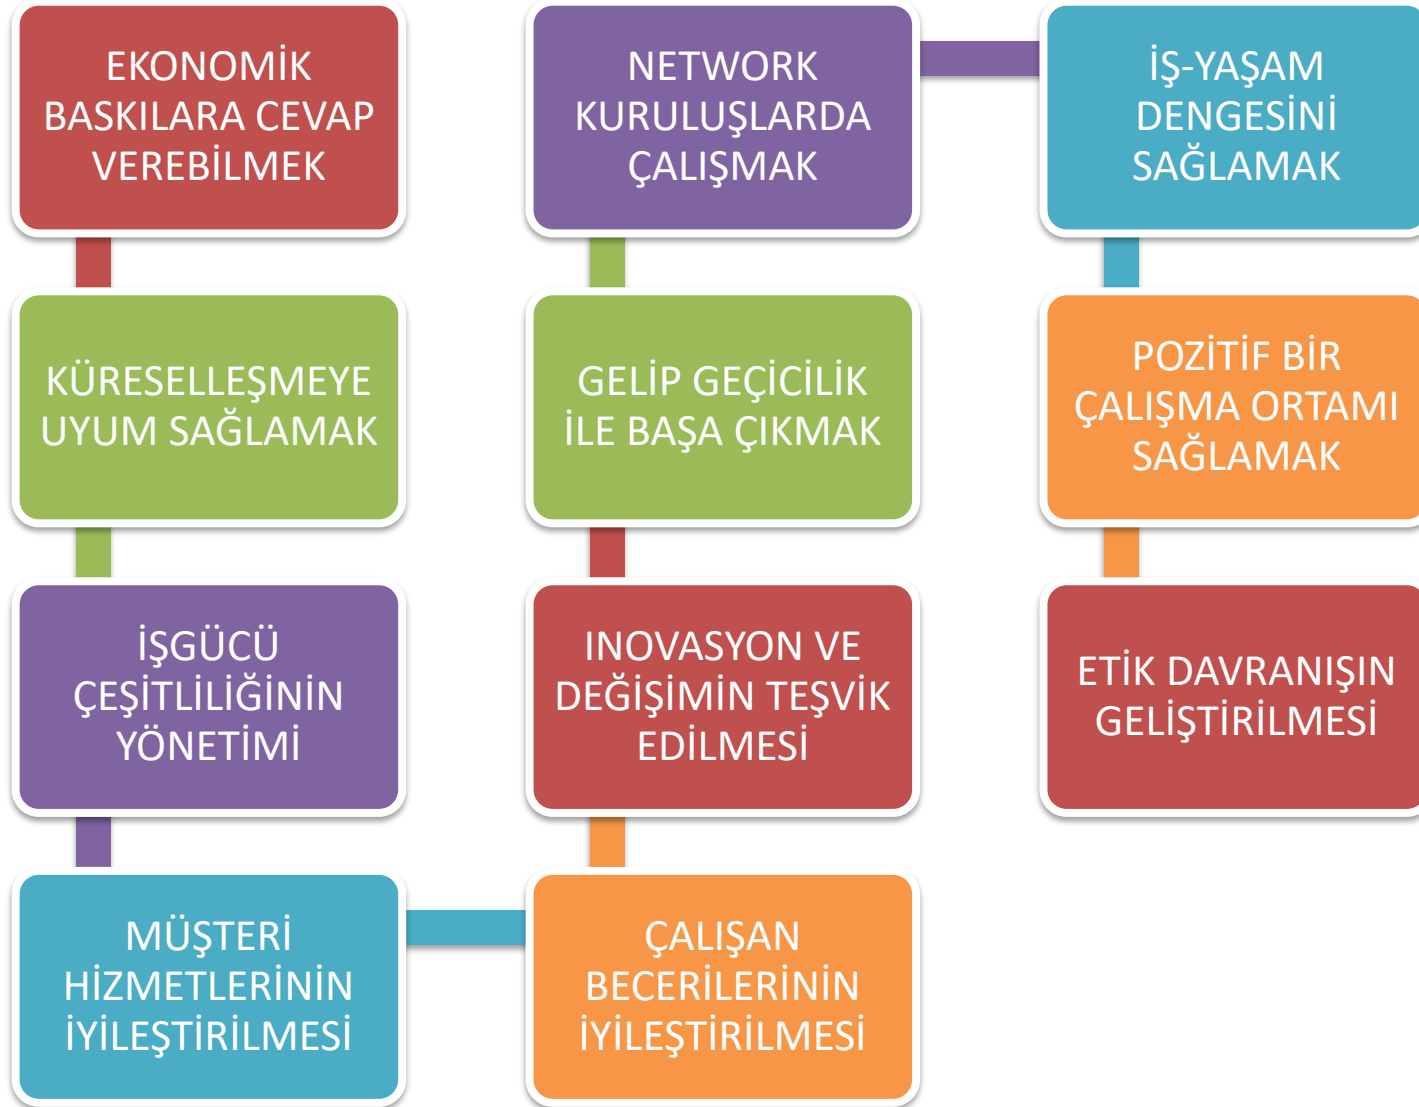 EKONOMİK
BASKILARA CEVAP
VEREBİLMEK
KÜRESELLEŞMEYE
UYUM SAĞLAMAK
İŞGÜCÜ
ÇEŞİTLİLİĞİNİN
YÖNETİMİ
MÜŞTERİ
HİZMETLERİNİN
İYİLEŞTİRİLMESİ
ÇALIŞAN
BECERİLERİNİN
İYİLEŞTİRİLMESİ
INOVASYON VE
DEĞİŞİMİN TEŞVİK
EDİLMESİ
GELİP GEÇİCİLİK
İLE BAŞA ÇIKMAK
NETWORK
KURULUŞLARDA
ÇALIŞMAK
İŞ-YAŞAM
DENGESİNİ
SAĞLAMAK
POZİTİF BİR
ÇALIŞMA ORTAMI
SAĞLAMAK
ETİK DAVRANIŞIN
GELİŞTİRİLMESİ